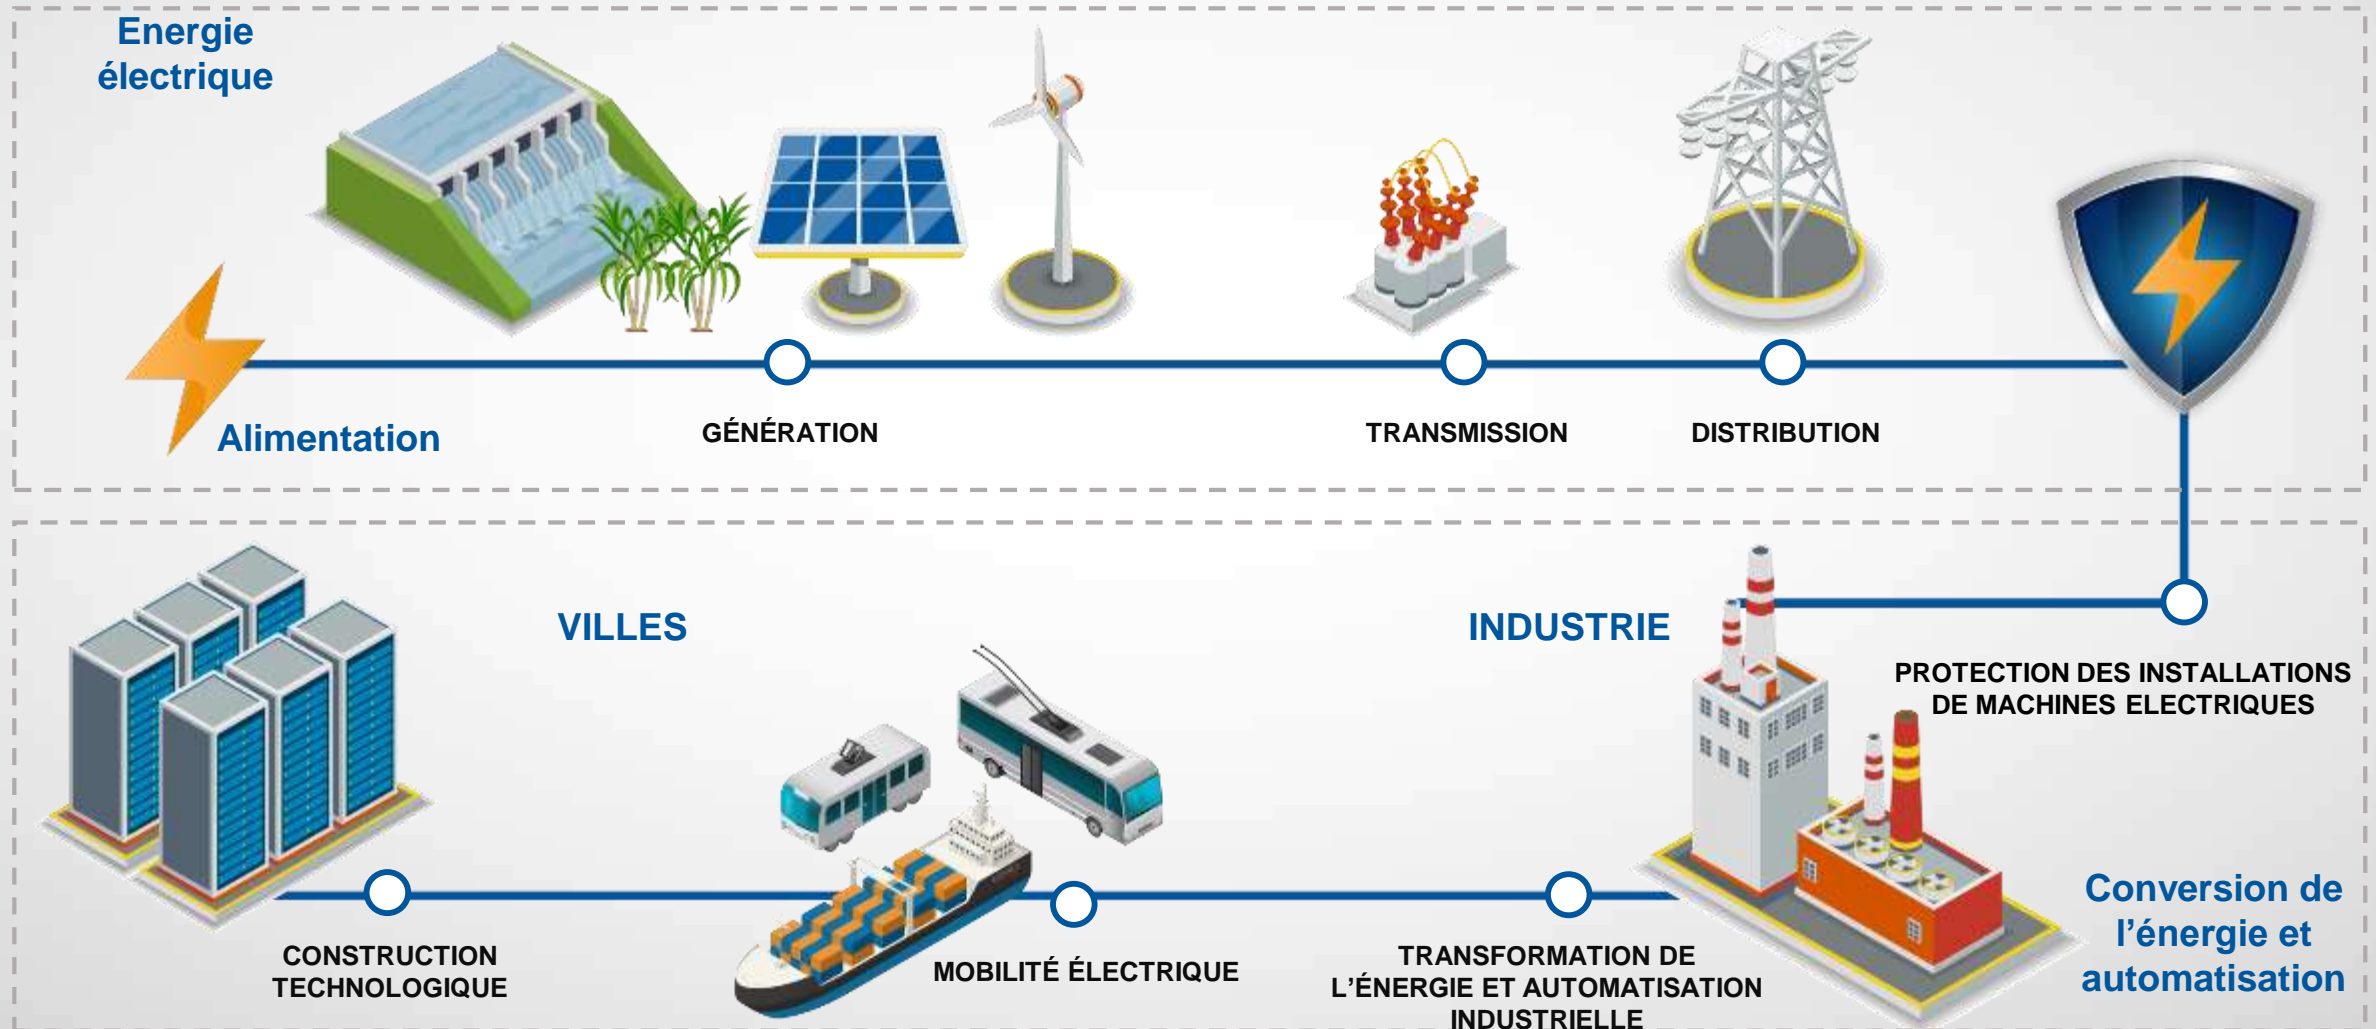 Energie
électrique
Alimentation
GÉNÉRATION
TRANSMISSION
DISTRIBUTION
VILLES
INDUSTRIE
PROTECTION DES INSTALLATIONS
DE MACHINES ELECTRIQUES
Conversion de
l’énergie et
automatisation
CONSTRUCTION
TECHNOLOGIQUE
MOBILITÉ ÉLECTRIQUE
TRANSFORMATION DE
L’ÉNERGIE ET AUTOMATISATION
INDUSTRIELLE